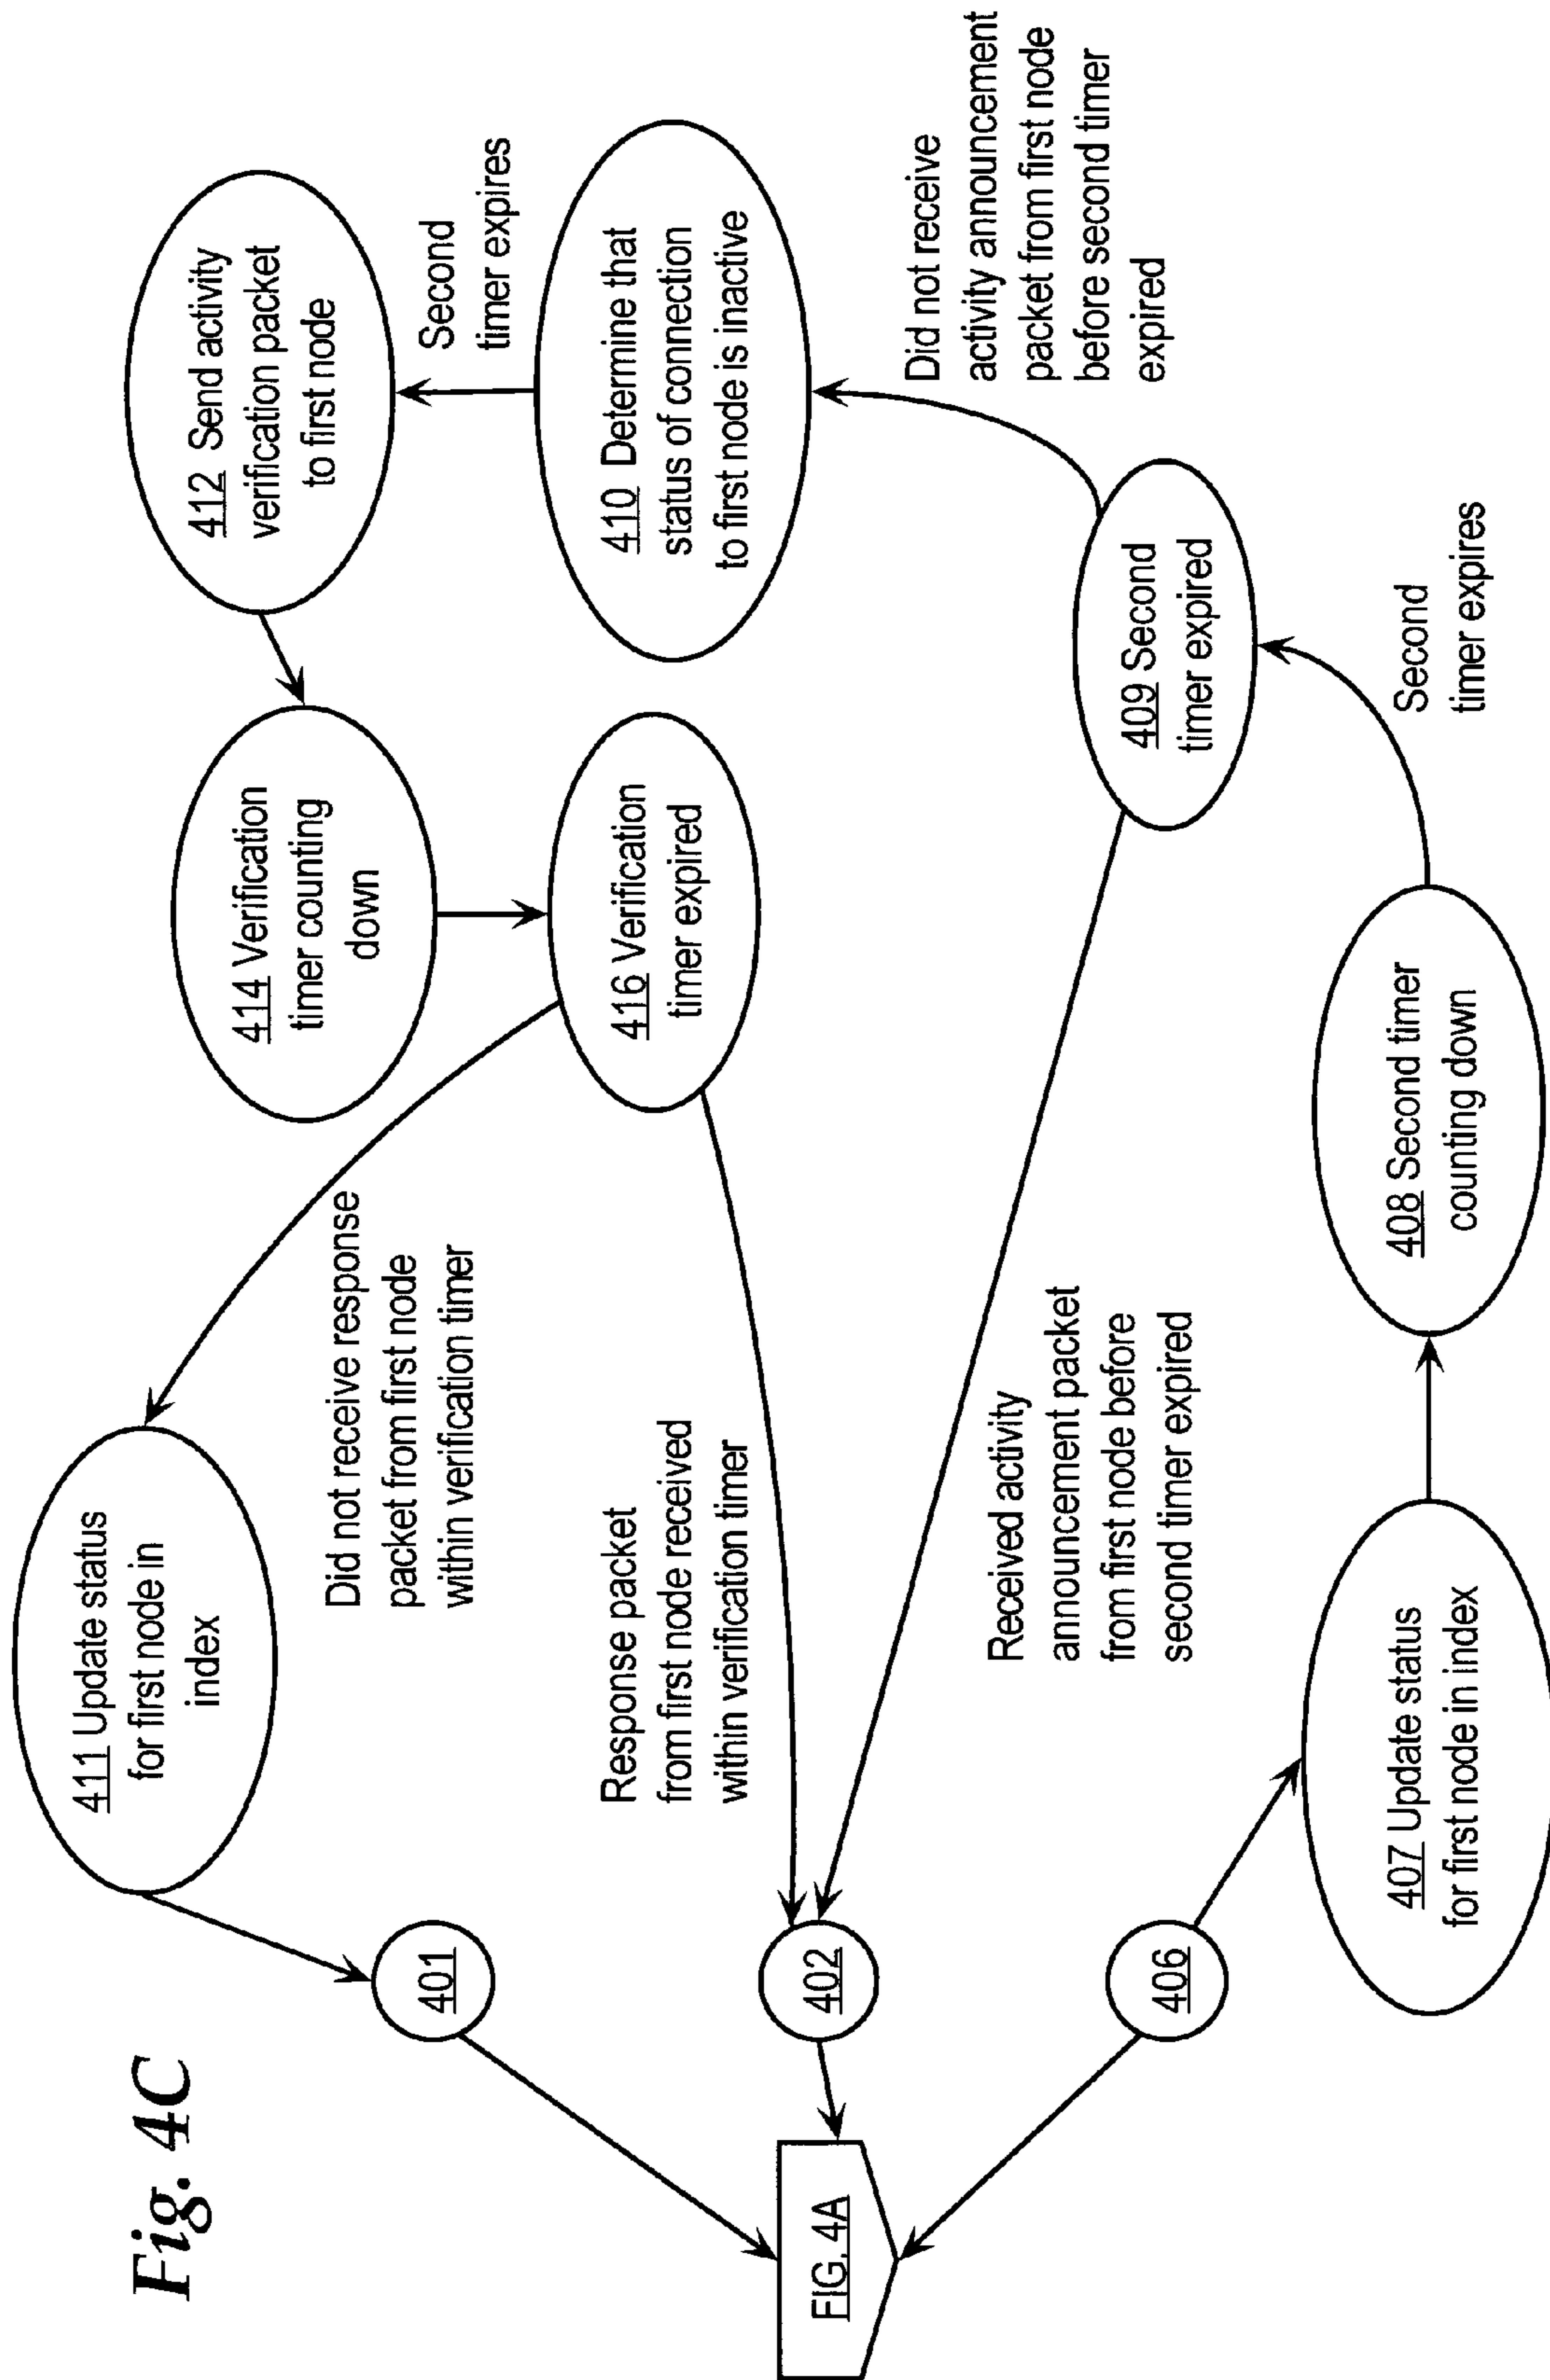 Fig. 4C
411 Update status
for first node in
index
414 Verification
timer counting
down
412 Send activity
verification packet
to first node
401
Did not receive response
packet from first node
within verification timer
Second
timer expires
416 Verification
timer expired
410 Determine that
status of connection
to first node is inactive
Response packet
from first node received
within verification timer
FIG. 4A
402
Received activity
announcement packet
from first node before
second timer expired
Did not receive
activity announcement
packet from first node
before second timer
expired
409 Second
timer expired
406
407 Update status
for first node in index
408 Second timer
counting down
Second
timer expires